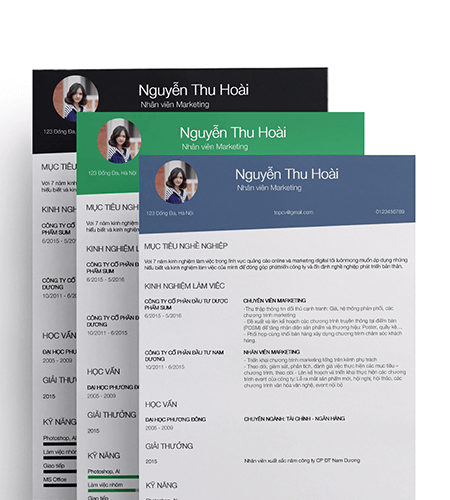 Nguyễn Thu Hoài
Nhân viên Marketing
123 Đống Đa, Hà
MỤC TIÊU
Với 7 năm kinh
hiểu biết và kinh
KINH NGHIỆM
CÔNG TY CỔ PHẦN
PHẨM SUM
6/2015 - 5/2016
CÔNG TY CỔ PHẦN
DƯƠNG
10/2011 - 6/2015
HỌC VẤN
ĐẠI HỌC PHƯƠNG
2005
GIẢI THƯỞNG
2015
KỸ NĂNG
Photoshop, AI
Làm việc nhóm
Giao tiếp
MS Office
Nguyễn Thu Hoài
Nhân viên Marketing
123 Đống Đa, Hà Nội
MỤC TIÊU NGHỀ
Với 7 năm kinh nghiệm
hiểu biết và kinh nghiệm
KINH NGHIỆM LÀM
CÔNG TY CỔ PHẦN ĐẦU
PHẨM SUM
6/2015 - 5/2016
CÔNG TY CỔ PHẦN ĐẦU
DƯƠNG
10/2011 - 6/2015
HỌC VẤN
ĐẠI HỌC PHƯƠNG ĐÔNG
2005
GIẢI THƯỞNG
2015
KỸ NĂNG
Photoshop, AI
Làm việc nhóm
Giao tiếp
Nguyễn Thu Hoài
Nhân viên Marketing
123 Đống Đa, Hà Nội topcv@gmail.com 0123456789
MỤC TIÊU NGHỀ NGHIỆP
Với 7 năm kinh nghiệm trong lĩnh vực quảng cáo online và marketing digital tôi luôn mong muốn áp dụng những
hiểu biết và kinh nghiệm làm việc của mình để đóng góp phát triển công ty và ổn định nghề nghiệp phát triển bản thân.
KINH NGHIỆM LÀM VIỆC
CÔNG TY CỔ PHẦN ĐẦU TƯ DƯỢC CHUYÊN VIÊN MARKETING
PHẨM SUM
6/2015 - 5/2016
- Thu thập thông tin đối thủ cạnh tranh: Giá, hệ thống phân phối, các
chương trình marketing
- Đề xuất và lên kế hoạch các chương trình truyền thông tại điểm bán
(POSM) để tăng nhận diện sản phẩm và thương hiệu: Poster, quầy kệ....
- Phối hợp cùng khối bán hàng xây dựng chương trình chăm sóc khách
hàng.
CÔNG TY CỔ PHẦN ĐẦU TƯ NAM NHÂN VIÊN MARKETING
DƯƠNG
10/2011 - 6/2015
- Triển khai chương trình marketing tổng trên kênh phụ trách
- Theo dõi, giám sát, phân tích, đánh giá việc thực hiện các mục tiêu –
chương trình, theo dõi - Lên kế hoạch và triển khai thực hiện các chương
trình event của công ty: Lễ ra mắt sản phẩm mới, hội nghị, hội thảo, các
chương trình văn hóa văn nghệ, event nội bộ
HỌC VẤN
ĐẠI HỌC PHƯƠNG ĐÔNG CHUYÊN NGÀNH: TÀI CHÍNH - NGÂN HÀNG
2005
GIẢI THƯỞNG
2015 Nhân viên xuất sắc năm công ty CP ĐT Nam Dương
KỸ NĂNG